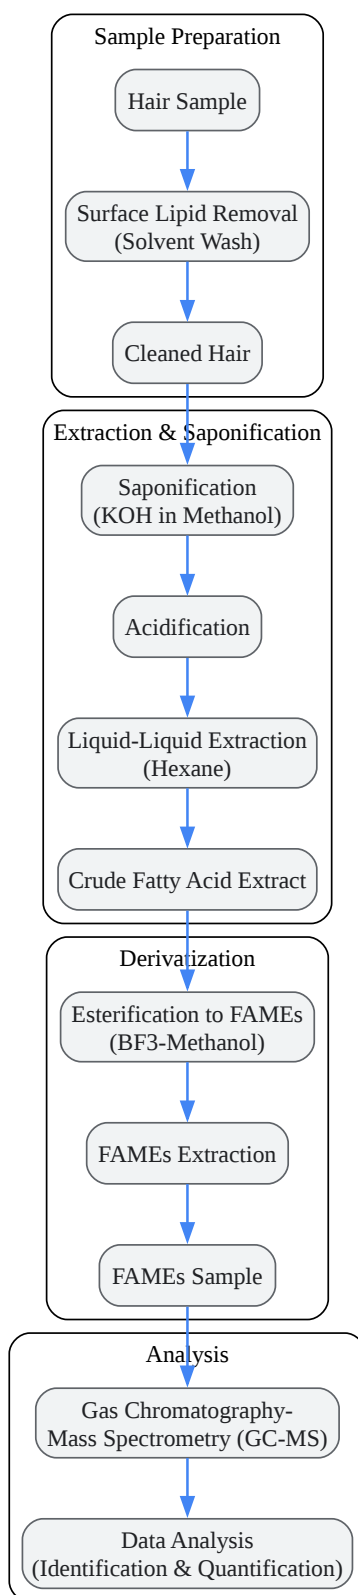 Sample Preparation
Hair Sample
Surface Lipid Removal
(Solvent Wash)
Cleaned Hair
Extraction & Saponification
Saponification
(KOH in Methanol)
Acidification
Liquid-Liquid Extraction
(Hexane)
Crude Fatty Acid Extract
Derivatization
Esterification to FAMEs
(BF3-Methanol)
FAMEs Extraction
FAMEs Sample
Analysis
Gas Chromatography-
Mass Spectrometry (GC-MS)
Data Analysis
(Identification & Quantification)